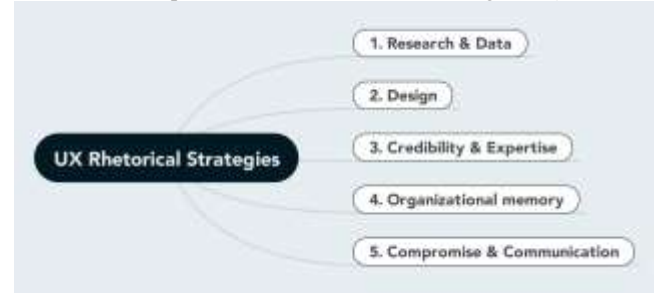 1. Research & Data
2. Design
UX Rhetorical Strategies
3. Credibility & Expertise
4. Organizational memory
5. Compromise & Communication